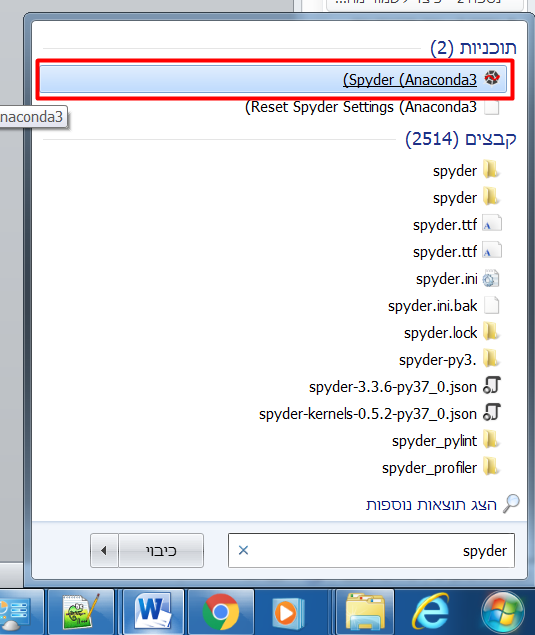 תוכניות (2)
(Spyder (Anaconda3
(Reset Spyder Settings (Anaconda3
naconda3
קבצים (2514)
spyder
spyder
spyder.ttf
spyder.ttf
spyder.ini
spyder.ini.bak
spyder.lock
spyder-py3.
spyder-3.3.6-py37_0.json
spyder-kernels-0.5.2-py37_0.json
spyder_pylint
spyder_profiler
הצג תוצאות נוספות
spyder
כיבוי